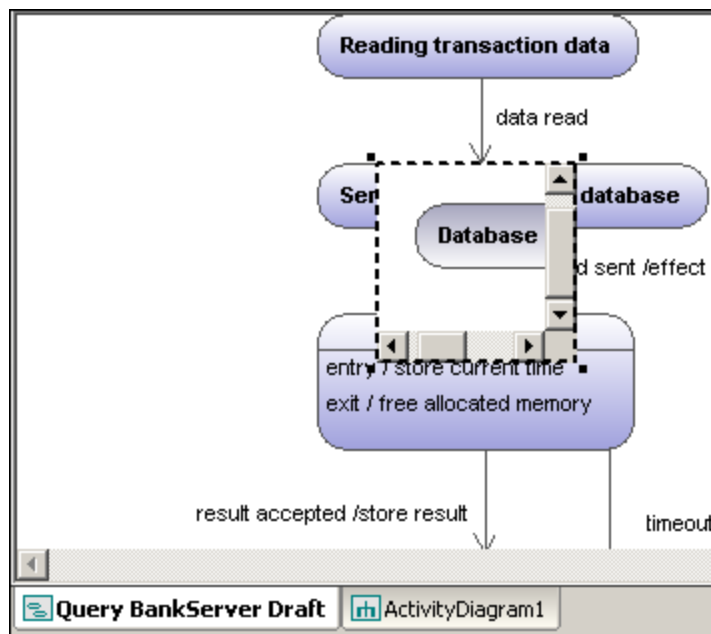 Reading transaction data
data read
Ser database
Database
d sent /effect
entry / store current time
exit / free allocated memory
result accepted /store result
timeout
Query BankServer Draft ActivityDiagram1